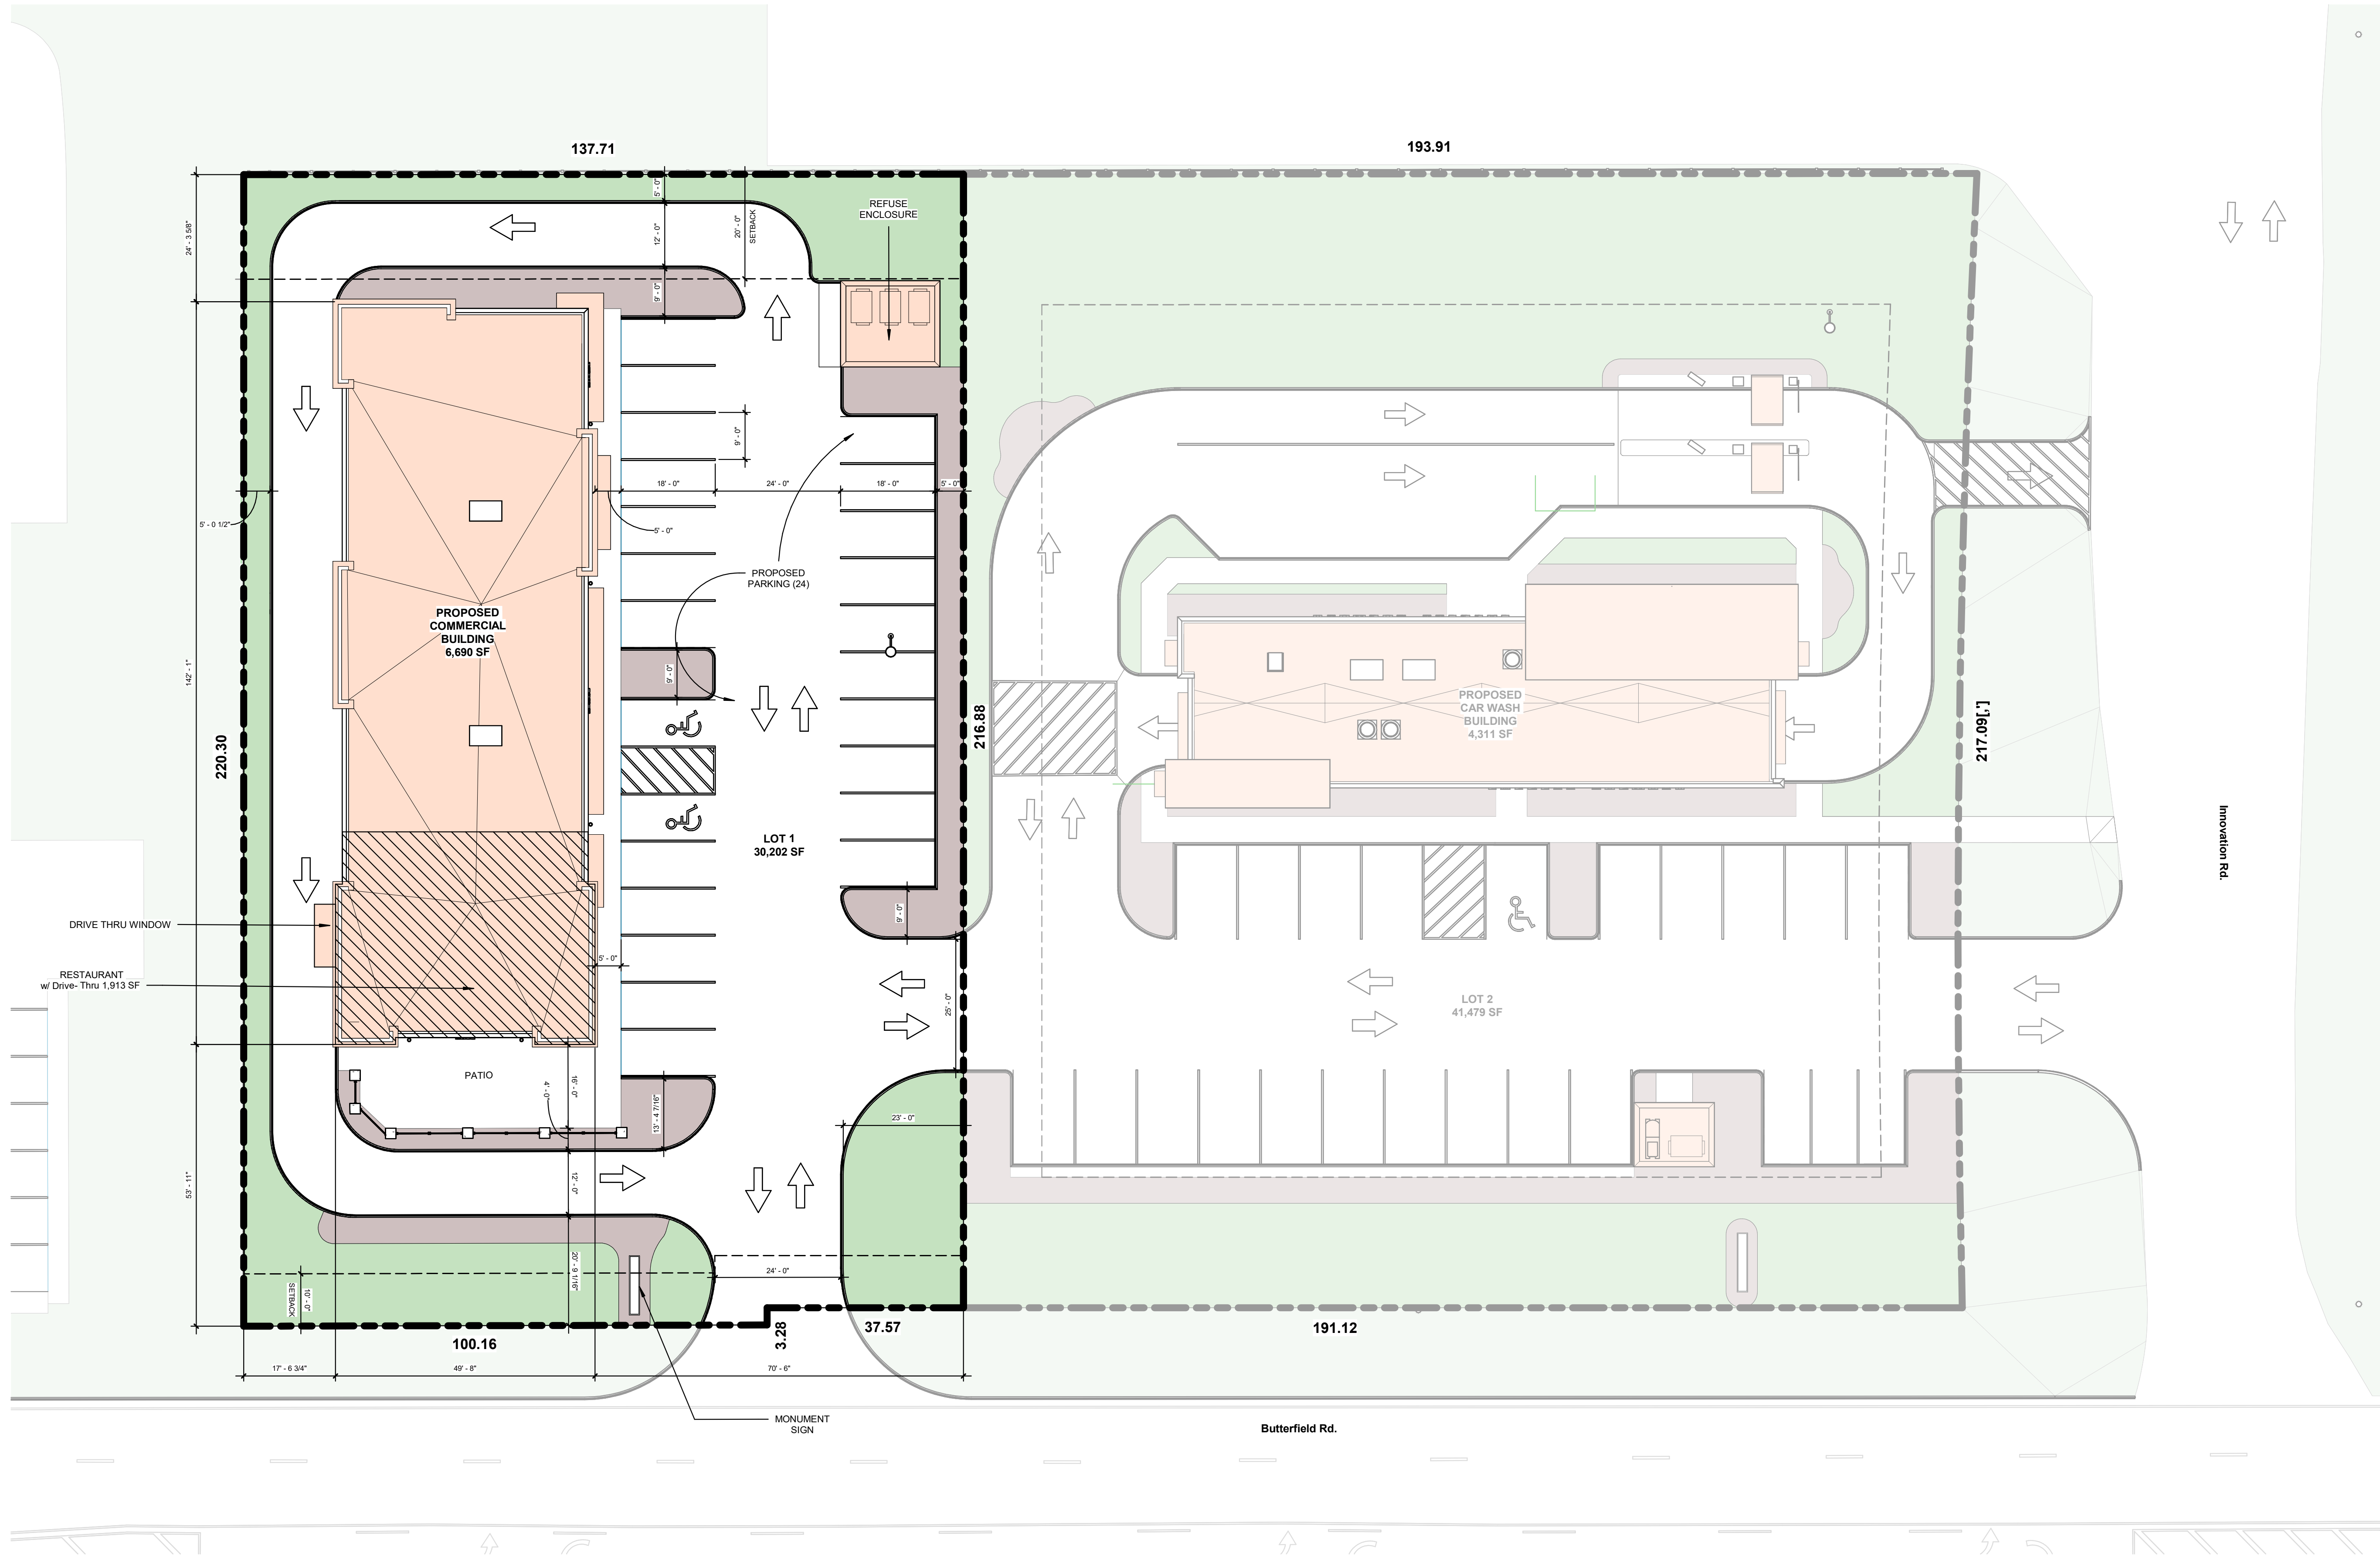 137.71
193.91
5' - 0"
REFUSE
ENCLOSURE
24' - 3 5/8"
12' - 0"
20' - 0"
SETBACK
9' - 0"
9' - 0"
18' - 0"
24' - 0"
18' - 0"
5' - 0"
5' - 0 1/2"
5' - 0"
PROPOSED
PARKING (24)
PROPOSED
COMMERCIAL
BUILDING
6,690 SF
142' - 1"
9' - 0"
220.30
216.88
PROPOSED
CAR WASH
BUILDING
4,311 SF
217.09[,']
LOT 1
30,202 SF
Innovation Rd.
DRIVE THRU WINDOW
9' - 0"
RESTAURANT
w/ Drive- Thru 1,913 SF
5' - 0"
25' - 0"
LOT 2
41,479 SF
PATIO
16' - 0"
4' - 0"
13' - 4 7/16"
23' - 0"
53' - 11"
12' - 0"
20' - 9 1/16"
24' - 0"
10' - 0"
SETBACK
100.16
3.28
37.57
191.12
17' - 6 3/4"
49' - 8"
70' - 6"
MONUMENT
SIGN
Butterfield Rd.